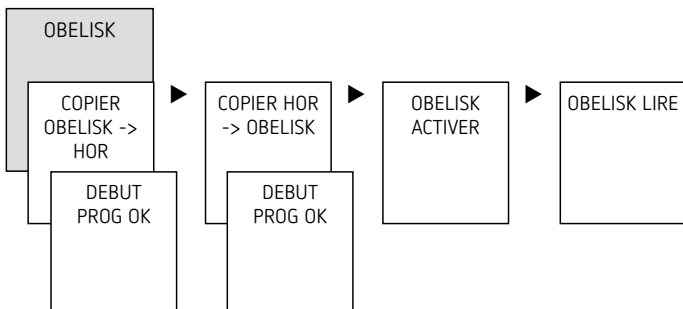 OBELISK
COPIER
OBELISK ->
HOR
DEBUT
PROG OK
COPIER HOR
-> OBELISK
DEBUT
PROG OK
OBELISK
ACTIVER
OBELISK LIRE